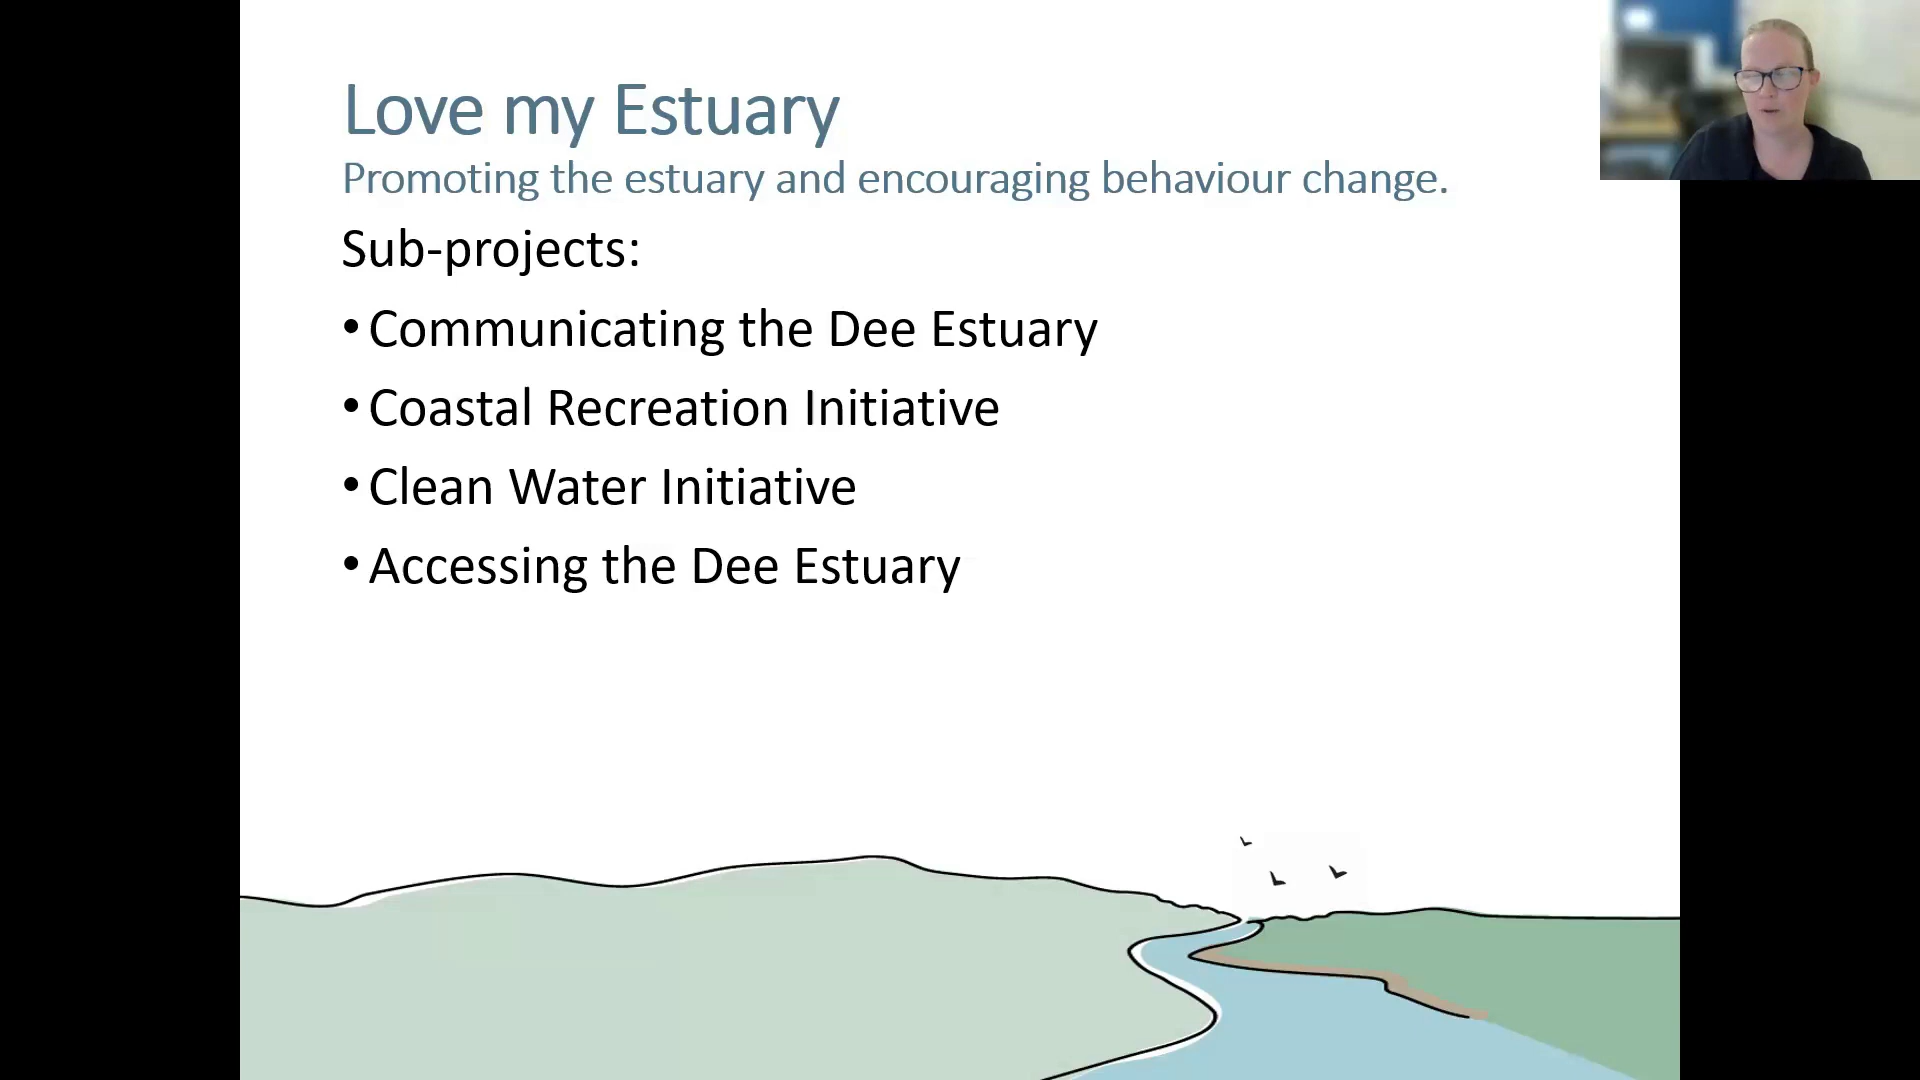 Love my Estuary
Promoting the estuary and encouraging behaviour change.
Sub-projects:
• Communicating the Dee Estuary
• Coastal Recreation Initiative
• Clean Water Initiative
• Accessing the Dee Estuary